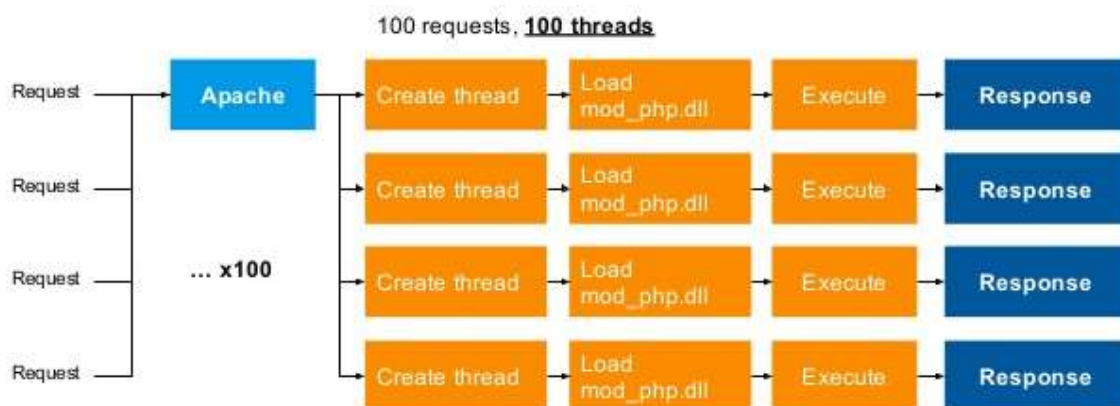 100 requests, 100 threads
Request
Apache
Create thread
Load
mod_php.dll
Execute
Response
Request
Create thread
Load
mod_php.dll
Execute
Response
... x100
Request
Create thread
Load
mod_php.dll
Execute
Response
Request
Create thread
Load
mod_php.dll
Execute
Response